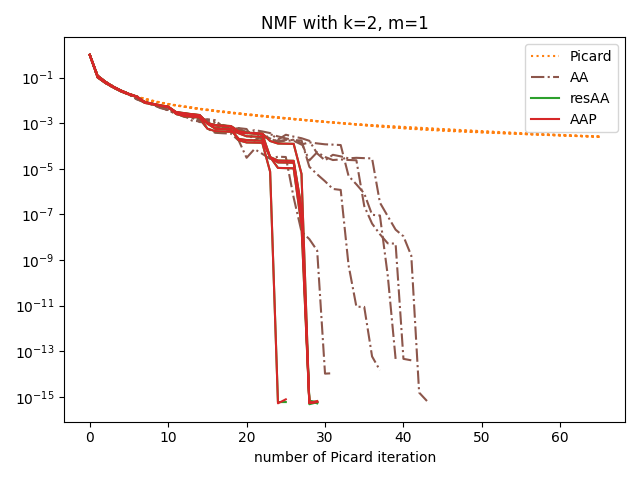 NMF with k=2, m=1
10⁻¹
10⁻³
10⁻⁵
10⁻⁷
10⁻⁹
10⁻¹¹
10⁻¹³
10⁻¹⁵
Picard
AA
resAA
AAP
0 10 20 30 40 50 60
number of Picard iteration